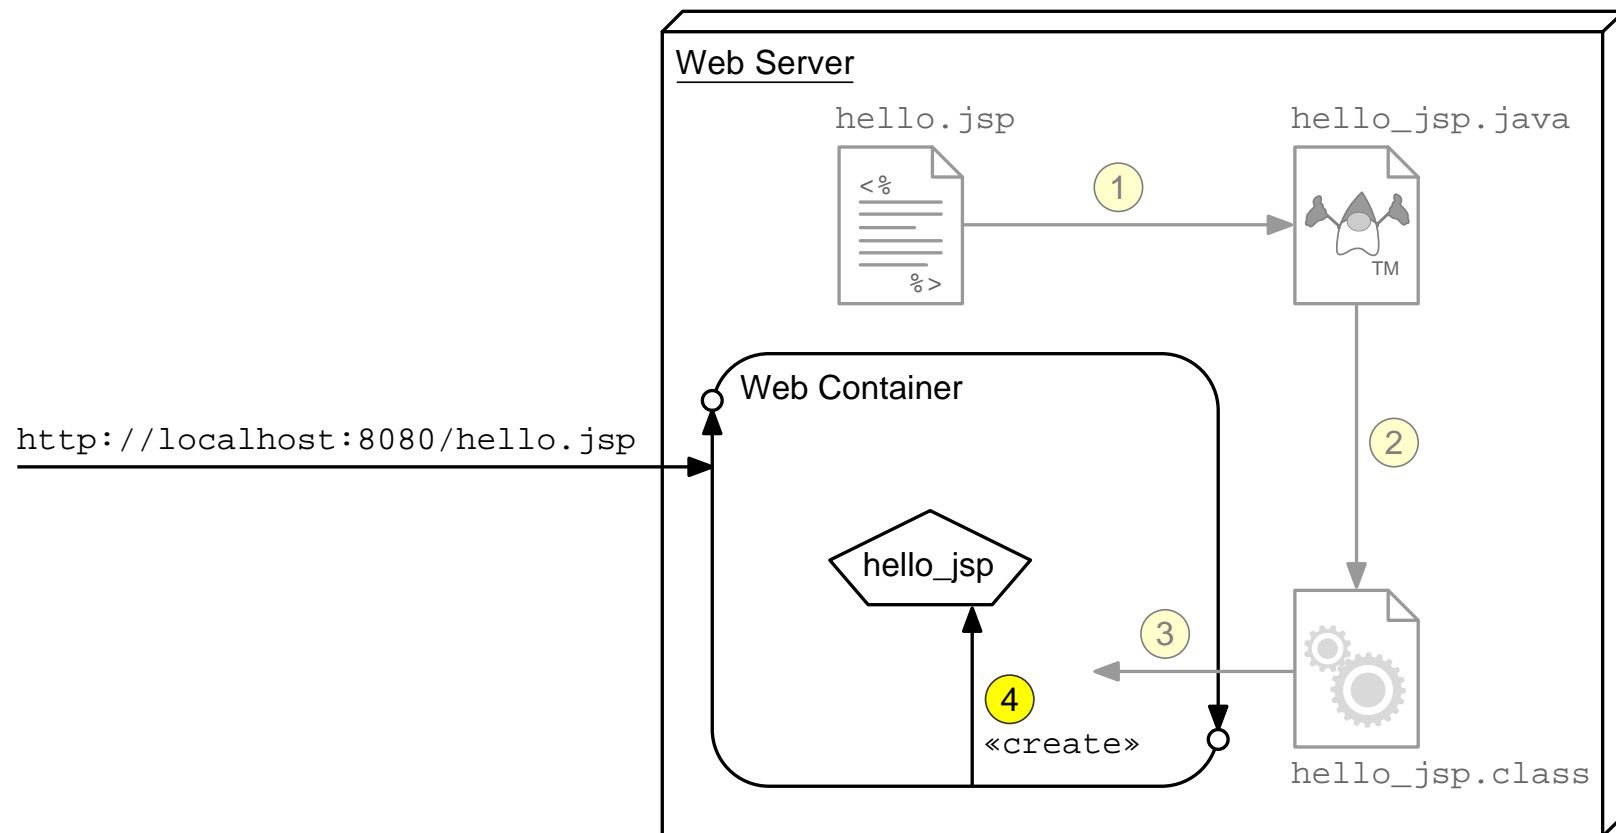 Web Server
hello.jsp
hello_jsp.java
<%
%>
1
TM
Web Container
http://localhost:8080/hello.jsp
2
hello_jsp
3
4
«create»
hello_jsp.class